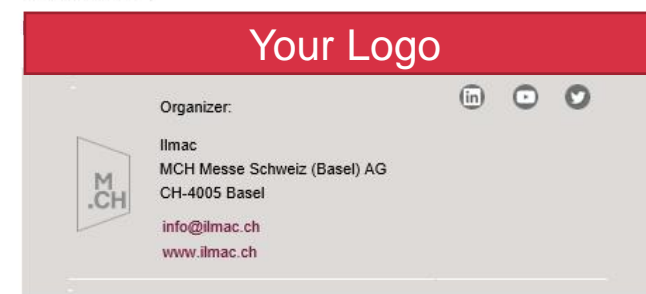 Your Logo
Organizer:
Ilmac
MCH Messe Schweiz (Basel) AG
CH-4005 Basel
M
.CH
info@ilmac.ch
www.ilmac.ch
in